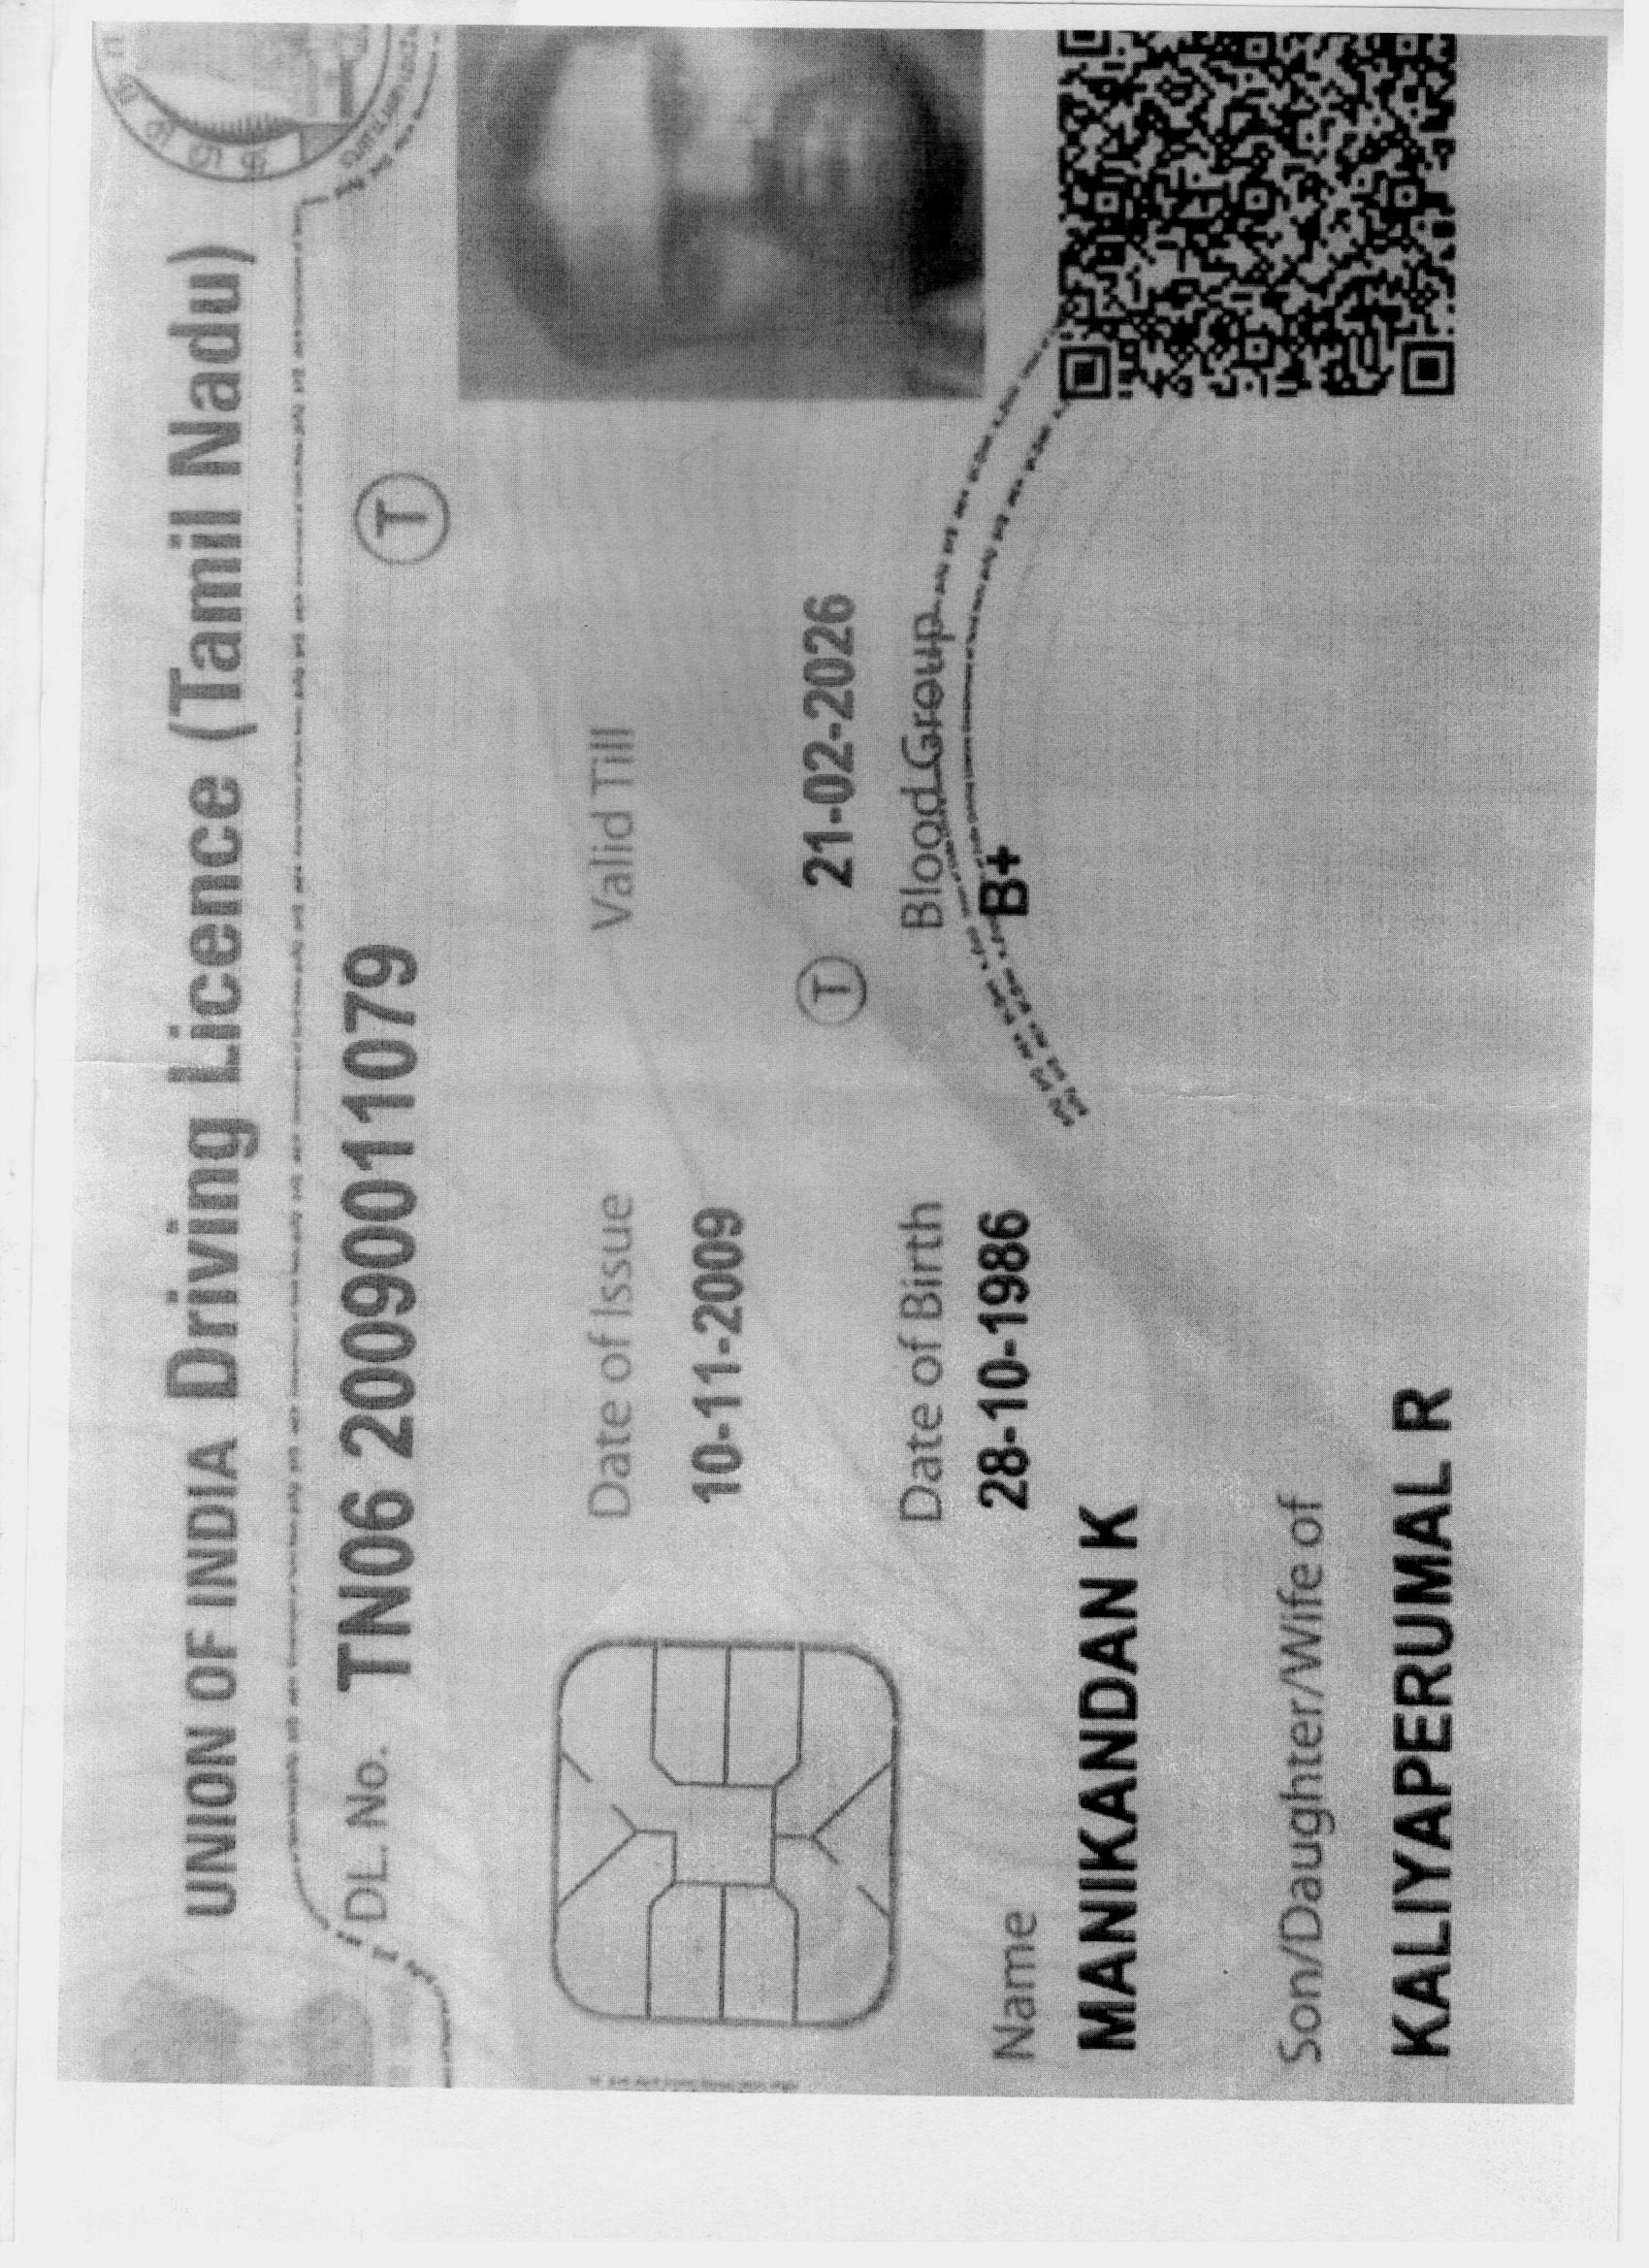 UNION OF INDIA Driving Licence (Tamil Nadu)
DL. No. TN06 20090011079
T
Date of Issue Valid Till
10-11-2009
T 21-02-2026
Date of Birth Blood Group
28-10-1986 B+
Name
MANIKANDAN K
Son/Daughter/Wife of
KALIYAPERUMAL R